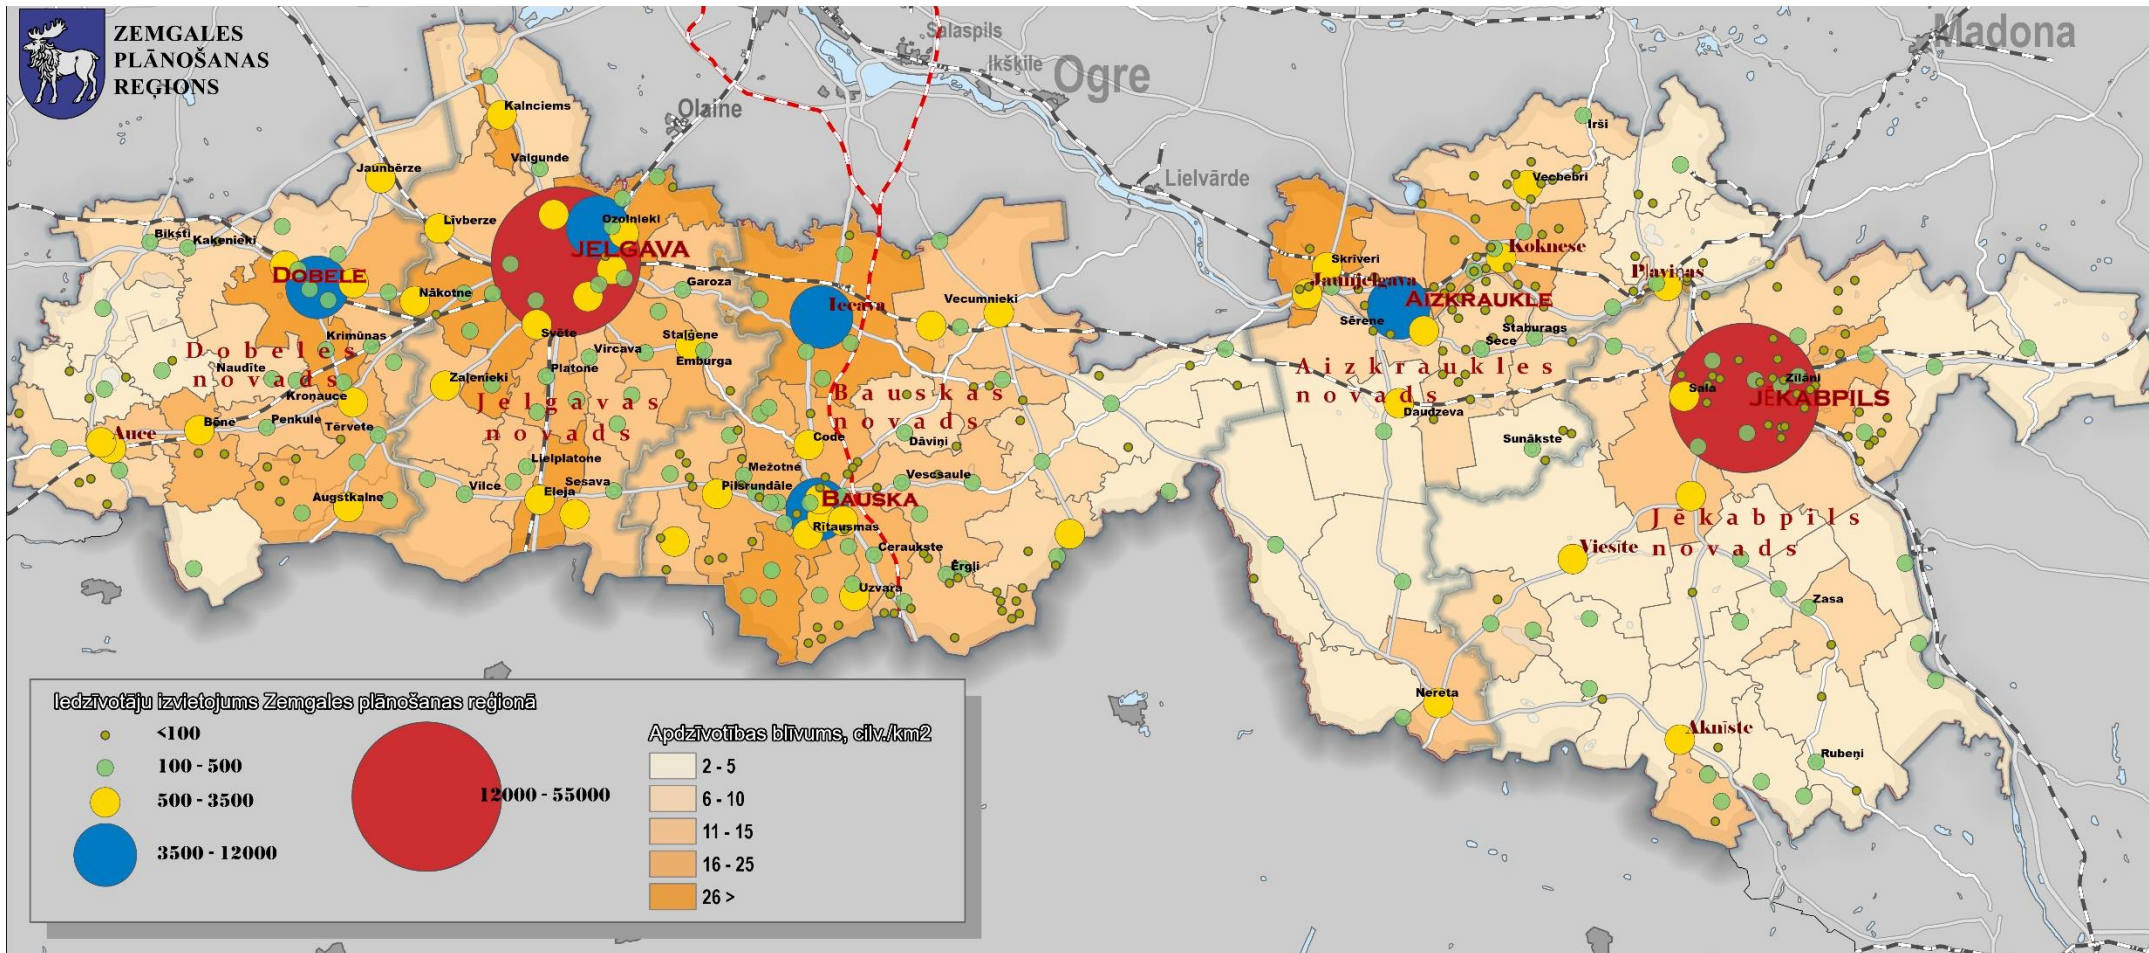 ZEMGALES
PLĀNOŠANAS
REĢIONS
Madona
Salaspils
Ikšķile
Ogre
Olaine
Lielvārde
Kalnciems
Valgunde
Jaunbērze
Līvbērze
Ozolnieki
JELGAVA
Biksti
Kaķenieki
DOBELE
Nākotne
Garoza
Iecava
Vecumnieki
Krimūnas
Svēte
Staļģene
Emburga
Vircava
Platone
Dobeles
novads
Naudīte
Zaļenieki
Kroņauce
Jelgavas
novads
Bauskas
novads
Auce
Bēne
Penkule
Tērvete
Code
Dāviņi
Lielplatone
Mežotne
Vilce
Sesava
Eleja
Pilsrundāle
Vecsaule
BAUSKA
Augstkalne
Rītausmas
Ceraukste
Ērgļi
Uzvara
Irši
Vecbebri
Koknese
Skrīveri
Jaunjelgava
Pļaviņas
AIZKRAUKLE
Sērene
Staburags
Sece
Aizkraukles
novads
Daudzeva
Sala
Zīlāni
JĒKABPILS
Sunākste
Jēkabpils
novads
Viesīte
Zasa
Nereta
Aknīste
Rubeņi
Iedzīvotāju izvietojums Zemgales plānošanas reģionā
<100
100 - 500
500 - 3500
3500 - 12000
12000 - 55000
Apdzīvotības blīvums, cilv./km2
2 - 5
6 - 10
11 - 15
16 - 25
26 >